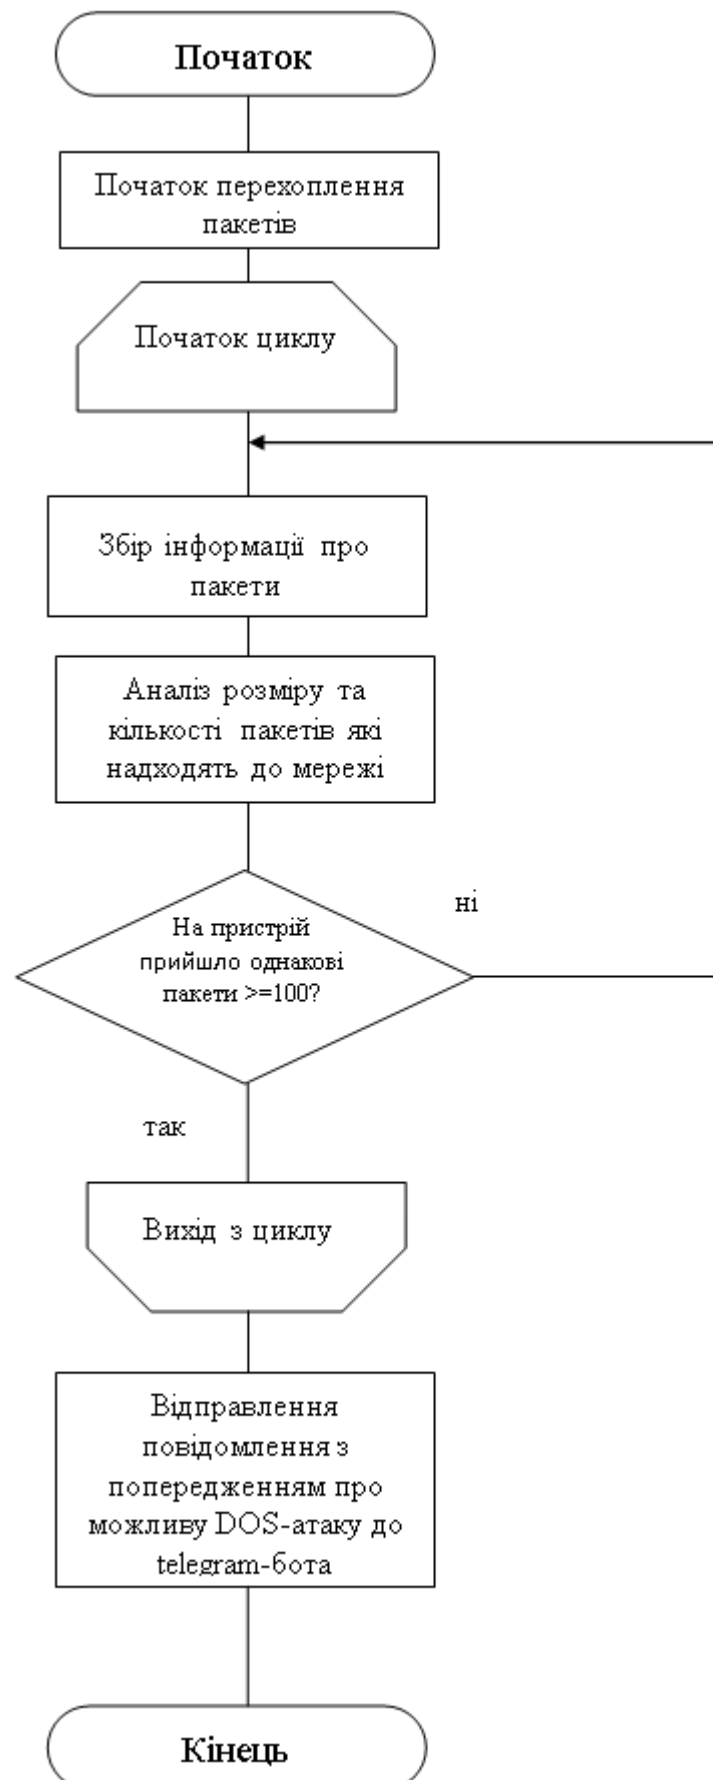 Початок
Початок перехоплення
пакетів
Початок циклу
Збір інформації про
пакети
Аналіз розміру та
кількості пакетів які
надходять до мережі
ні
На пристрій
прийшло однакові
пакети >=100?
так
Вихід з циклу
Відправлення
повідомлення з
попередженням про
можливу DOS-атаку до
telegram-бота
Кінець